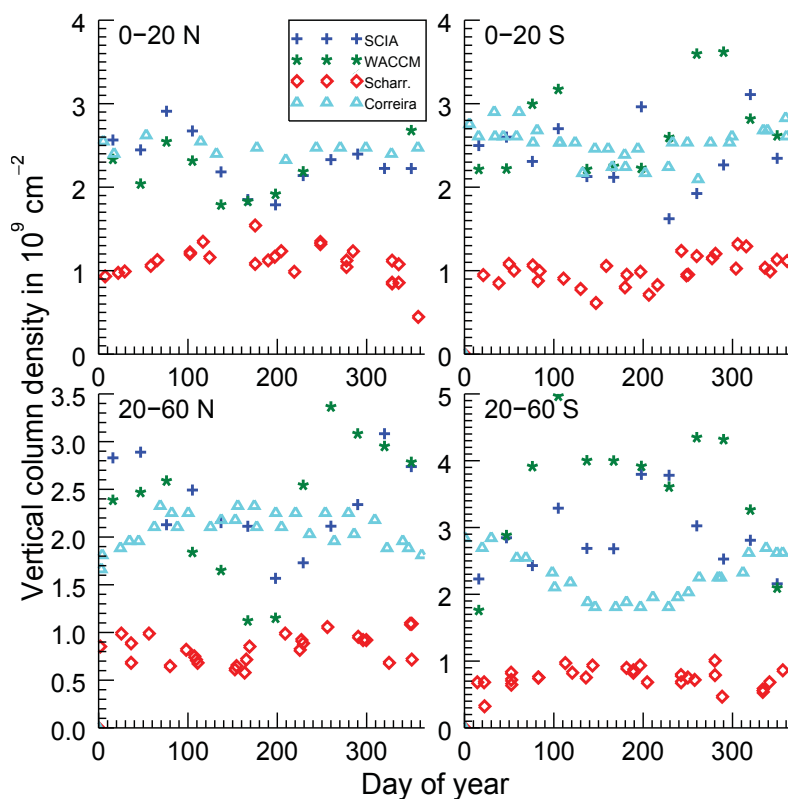 0−20 N
SCIA
WACCM
Scharr.
Correira
0−20 S
4
3
2
1
0
4
3
2
1
0
0 100 200 300
0 100 200 300
20−60 N
20−60 S
3.5
3.0
2.5
2.0
1.5
1.0
0.5
0.0
5
4
3
2
1
0
0 100 200 300
0 100 200 300
Vertical column density in 10⁹ cm⁻²
Day of year